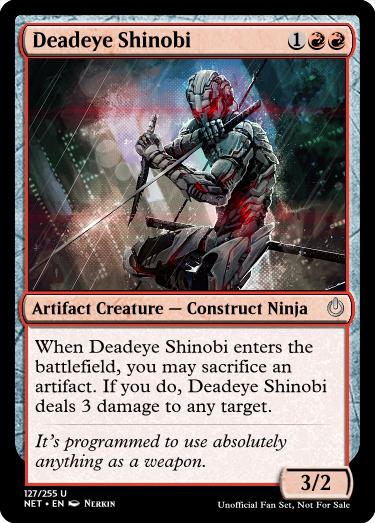 Deadeye Shinobi 1
Artifact Creature — Construct Ninja
When Deadeye Shinobi enters the
battlefield, you may sacrifice an
artifact. If you do, Deadeye Shinobi
deals 3 damage to any target.
It's programmed to use absolutely
anything as a weapon.
3/2
127/255 U
NET • EN Nerkin
Unofficial Fan Set, Not For Sale